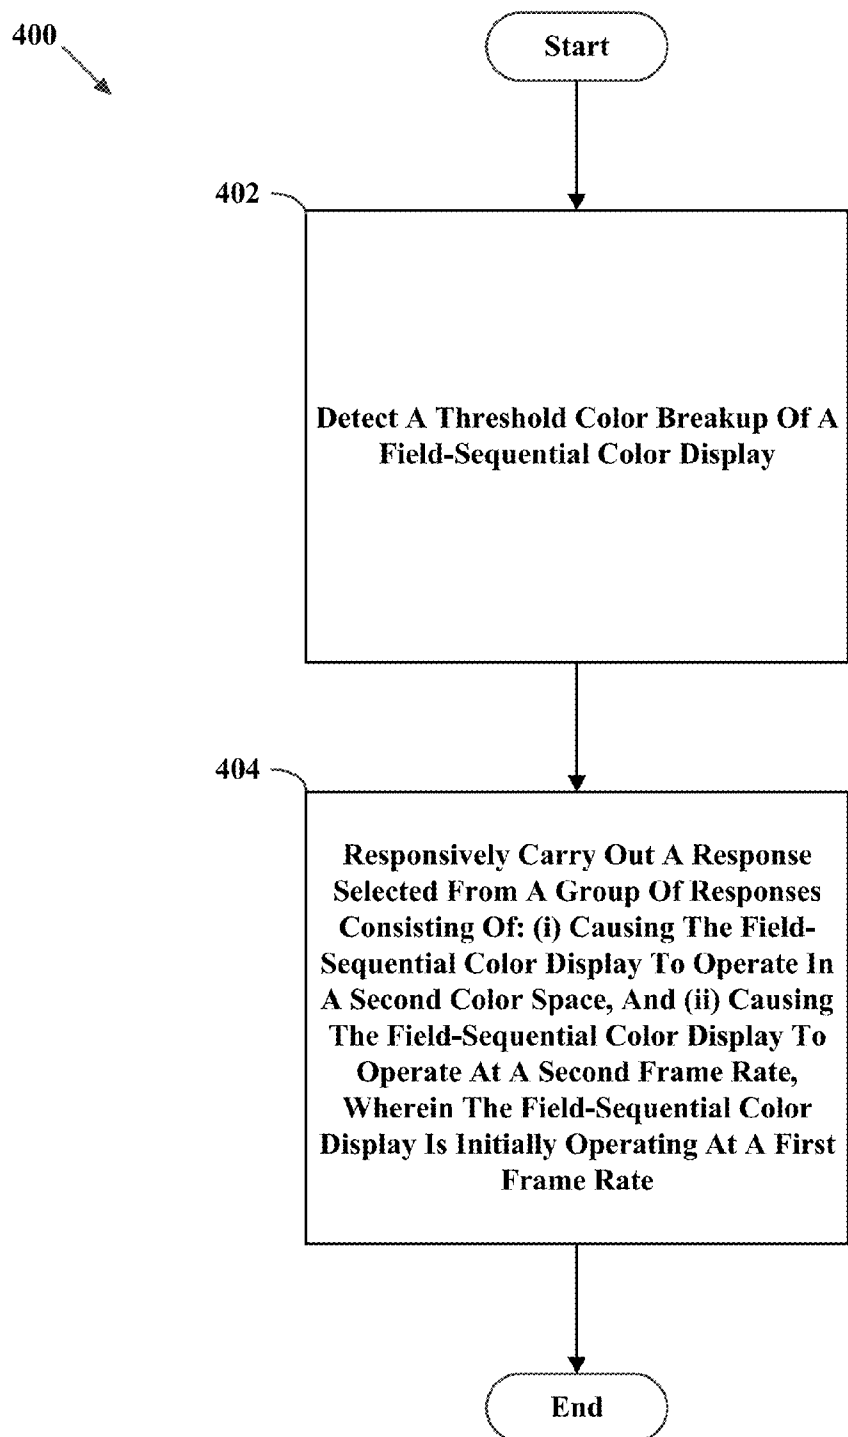 400
Start
402
Detect A Threshold Color Breakup Of A
Field-Sequential Color Display
404
Responsively Carry Out A Response
Selected From A Group Of Responses
Consisting Of: (i) Causing The Field-
Sequential Color Display To Operate In
A Second Color Space, And (ii) Causing
The Field-Sequential Color Display To
Operate At A Second Frame Rate,
Wherein The Field-Sequential Color
Display Is Initially Operating At A First
Frame Rate
End